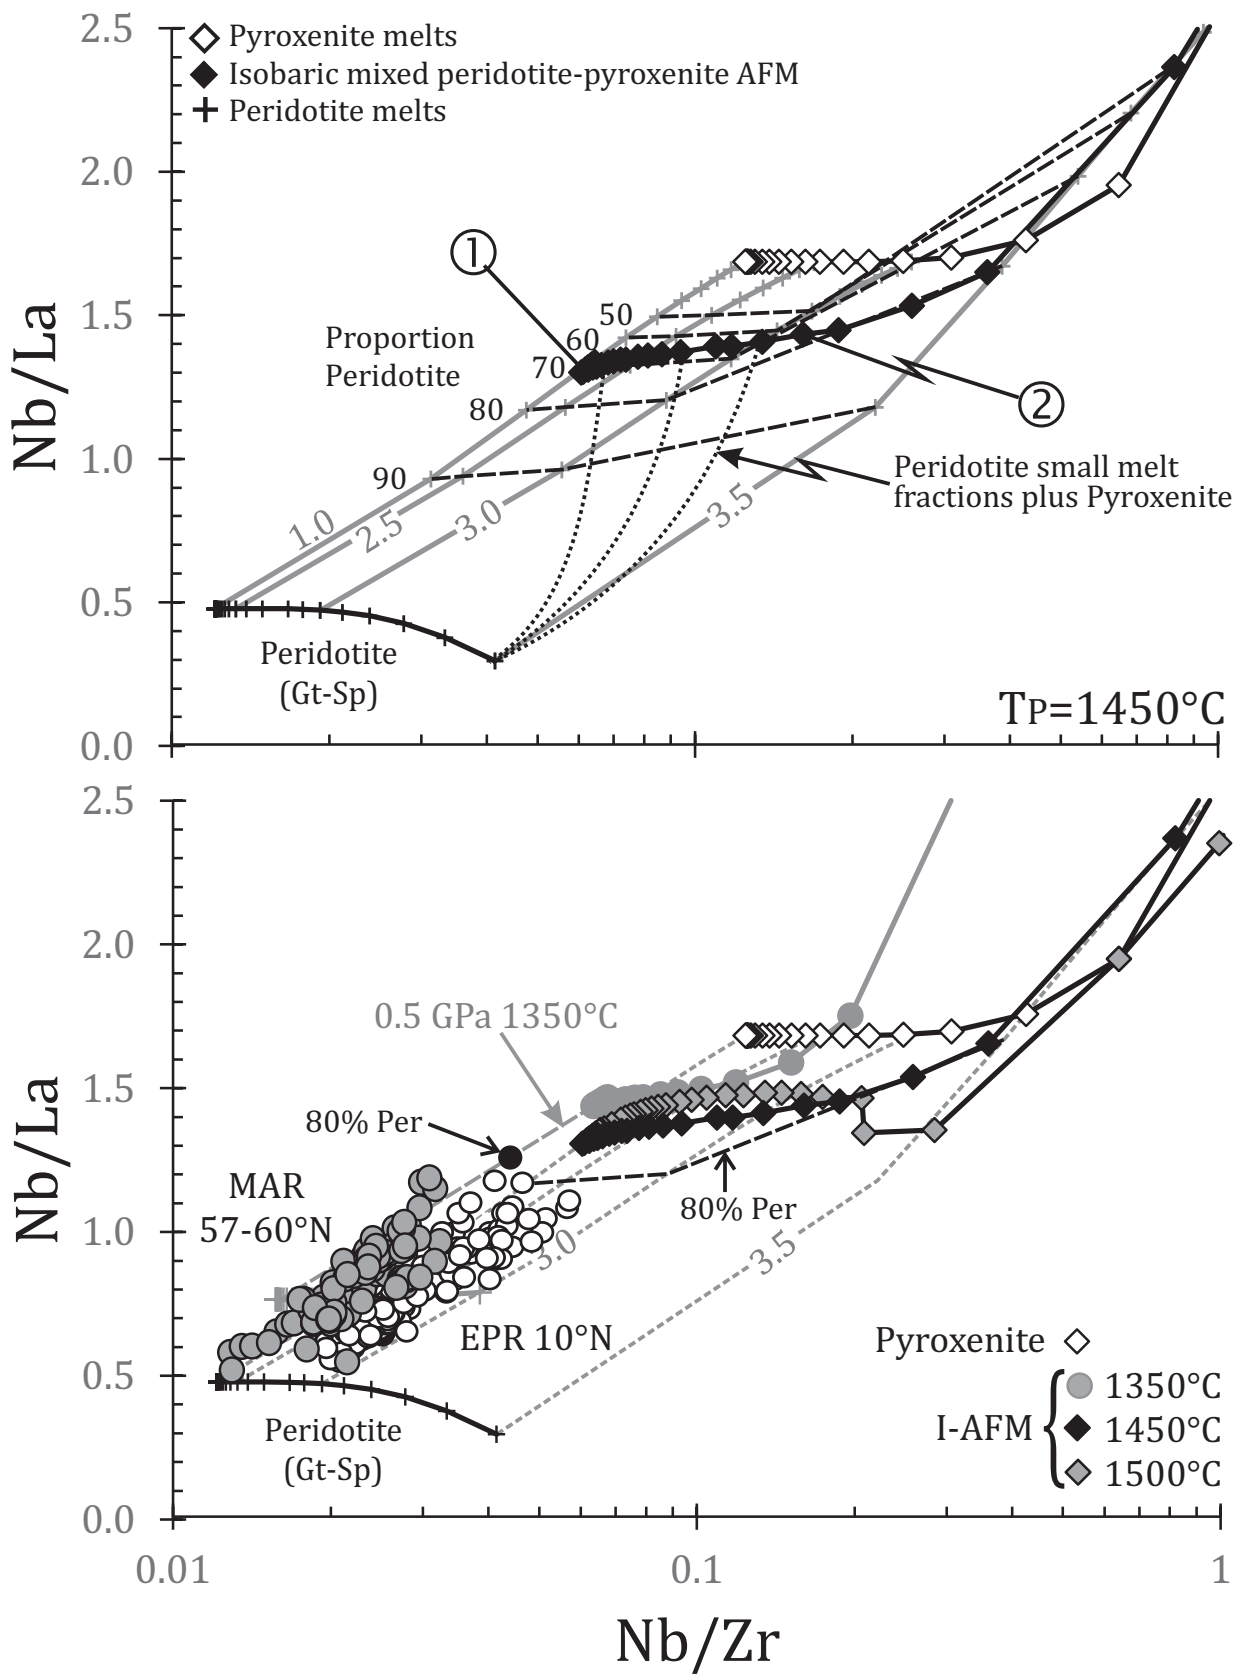 2.5
Pyroxenite melts
Isobaric mixed peridotite-pyroxenite AFM
Peridotite melts
2.0
①
1.5
50
60
Proportion
Peridotite
70
80
②
1.0
90
Peridotite small melt
fractions plus Pyroxenite
1.0
2.5
3.0
3.5
0.5
Peridotite
(Gt-Sp)
TP=1450°C
0.0
Nb/La
2.5
2.0
0.5 GPa 1350°C
1.5
80% Per
MAR
57-60°N
80% Per
1.0
3.0
3.5
EPR 10°N
Pyroxenite
I-AFM
1350°C
1450°C
1500°C
0.5
Peridotite
(Gt-Sp)
0.0
Nb/La
0.01
0.1
1
Nb/Zr